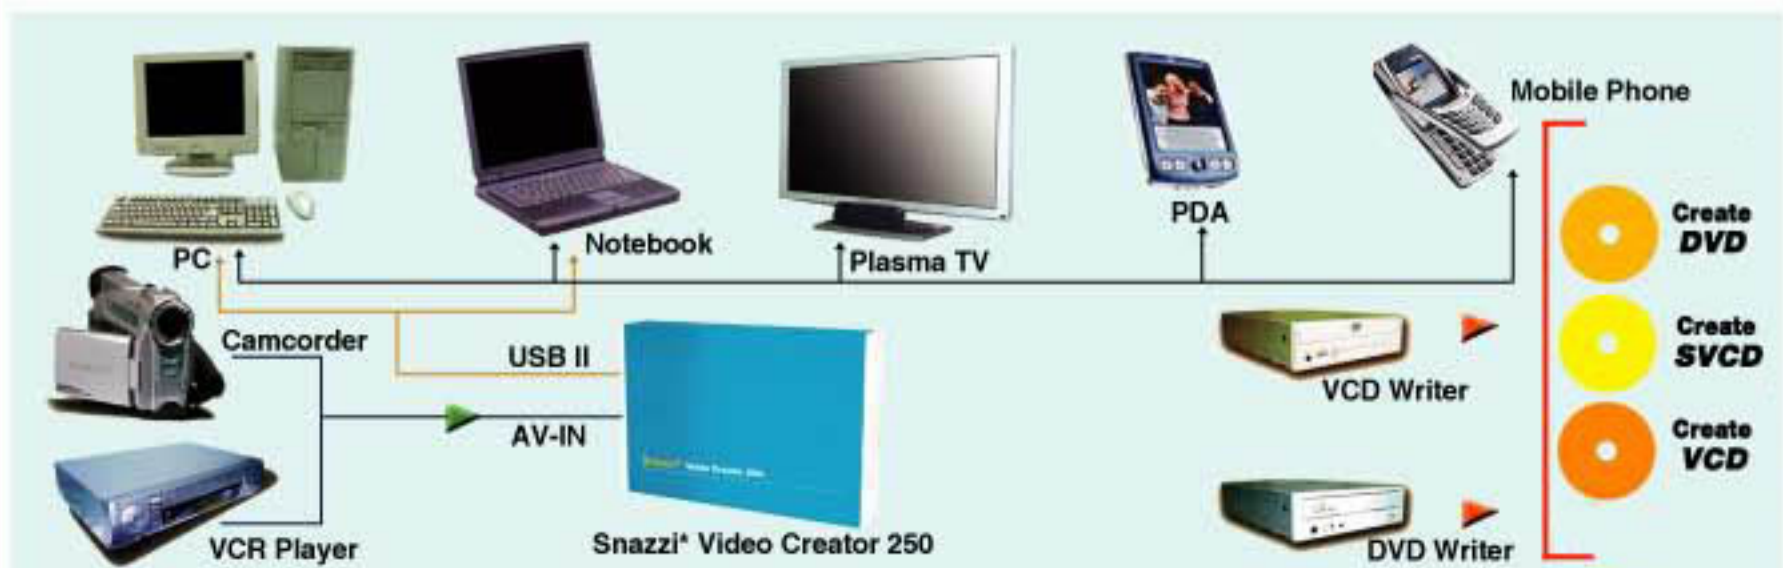 Mobile Phone
PDA
Notebook
PC
Plasma TV
Create
DVD
Create
SVCD
Create
VCD
Camcorder
USB II
VCD Writer
AV-IN
VCR Player
Snazzi* Video Creator 250
DVD Writer